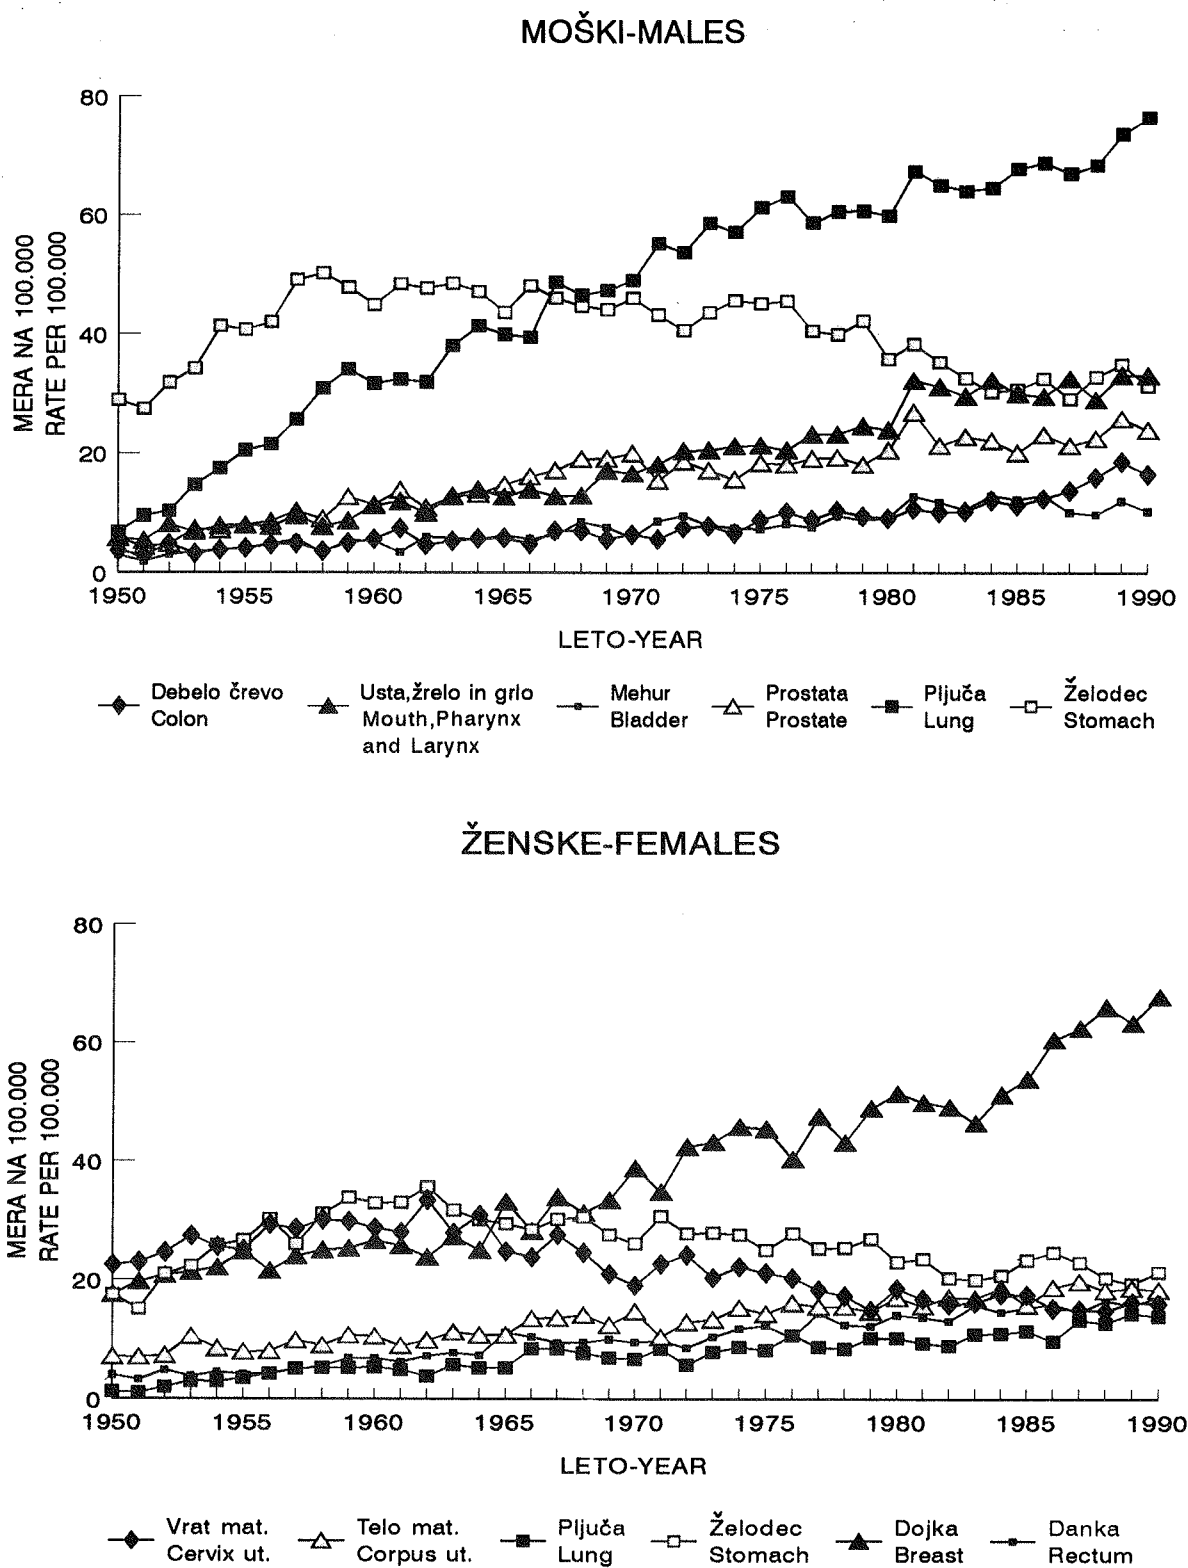 MOŠKI-MALES
MERA NA 100.000
RATE PER 100.000
80
60
40
20
0
1950 1955 1960 1965 1970 1975 1980 1985 1990
LETO-YEAR
Debelo črevo
Colon
Usta,žrelo in grlo
Mouth,Pharynx
and Larynx
Mehur
Bladder
Prostata
Prostate
Pljuča
Lung
Želodec
Stomach
ŽENSKE-FEMALES
MERA NA 100.000
RATE PER 100.000
80
60
40
20
0
1950 1955 1960 1965 1970 1975 1980 1985 1990
LETO-YEAR
Vrat mat.
Cervix ut.
Telo mat.
Corpus ut.
Pljuča
Lung
Želodec
Stomach
Dojka
Breast
Danka
Rectum